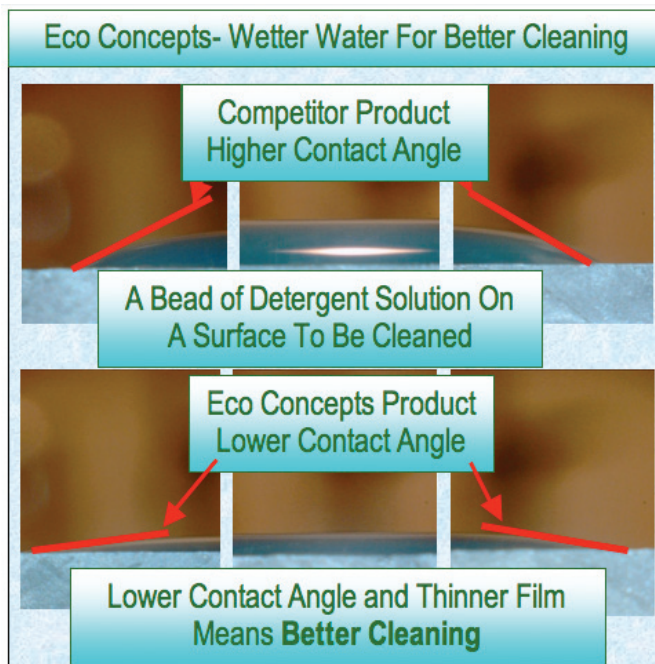 Eco Concepts- Wetter Water For Better Cleaning
Competitor Product
Higher Contact Angle
A Bead of Detergent Solution On
A Surface To Be Cleaned
Eco Concepts Product
Lower Contact Angle
Lower Contact Angle and Thinner Film
Means Better Cleaning